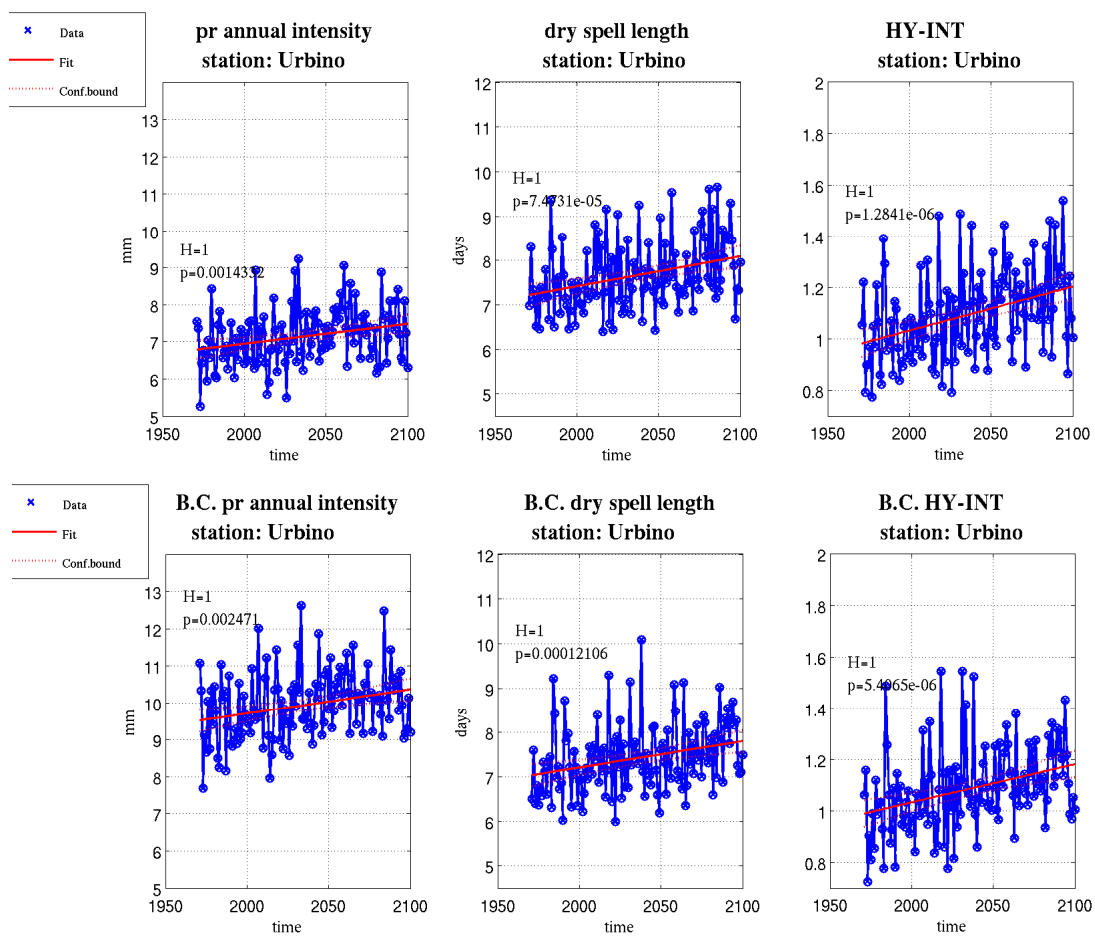 Data
Fit
Conf.bound
pr annual intensity
station: Urbino
H=1
p=0.0014332
mm
13
12
11
10
9
8
7
6
5
1950
2000
2050
2100
time
dry spell length
station: Urbino
H=1
p=7.4731e-05
days
12
11
10
9
8
7
6
5
1950
2000
2050
2100
time
HY-INT
station: Urbino
H=1
p=1.2841e-06
2
1.8
1.6
1.4
1.2
1
0.8
1950
2000
2050
2100
time
Data
Fit
Conf.bound
B.C. pr annual intensity
station: Urbino
H=1
p=0.002471
mm
13
12
11
10
9
8
7
6
5
1950
2000
2050
2100
time
B.C. dry spell length
station: Urbino
H=1
p=0.00012106
days
12
11
10
9
8
7
6
5
1950
2000
2050
2100
time
B.C. HY-INT
station: Urbino
H=1
2
1.8
1.6
1.4
1.2
1
0.8
1950
2000
2050
2100
time